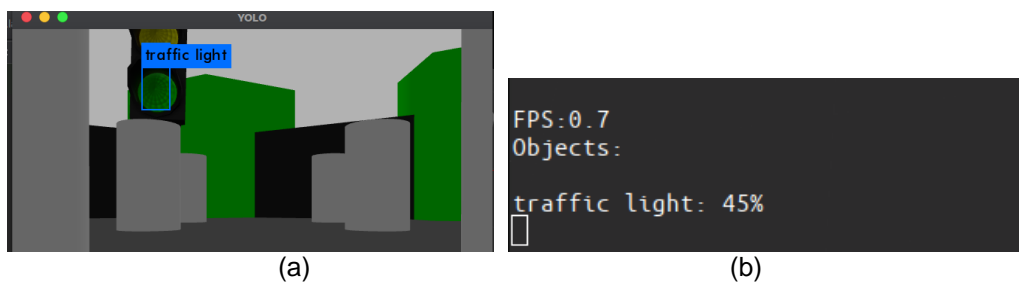 YOLO
traffic light
FPS:0.7
Objects:
traffic light: 45%
(a)
(b)